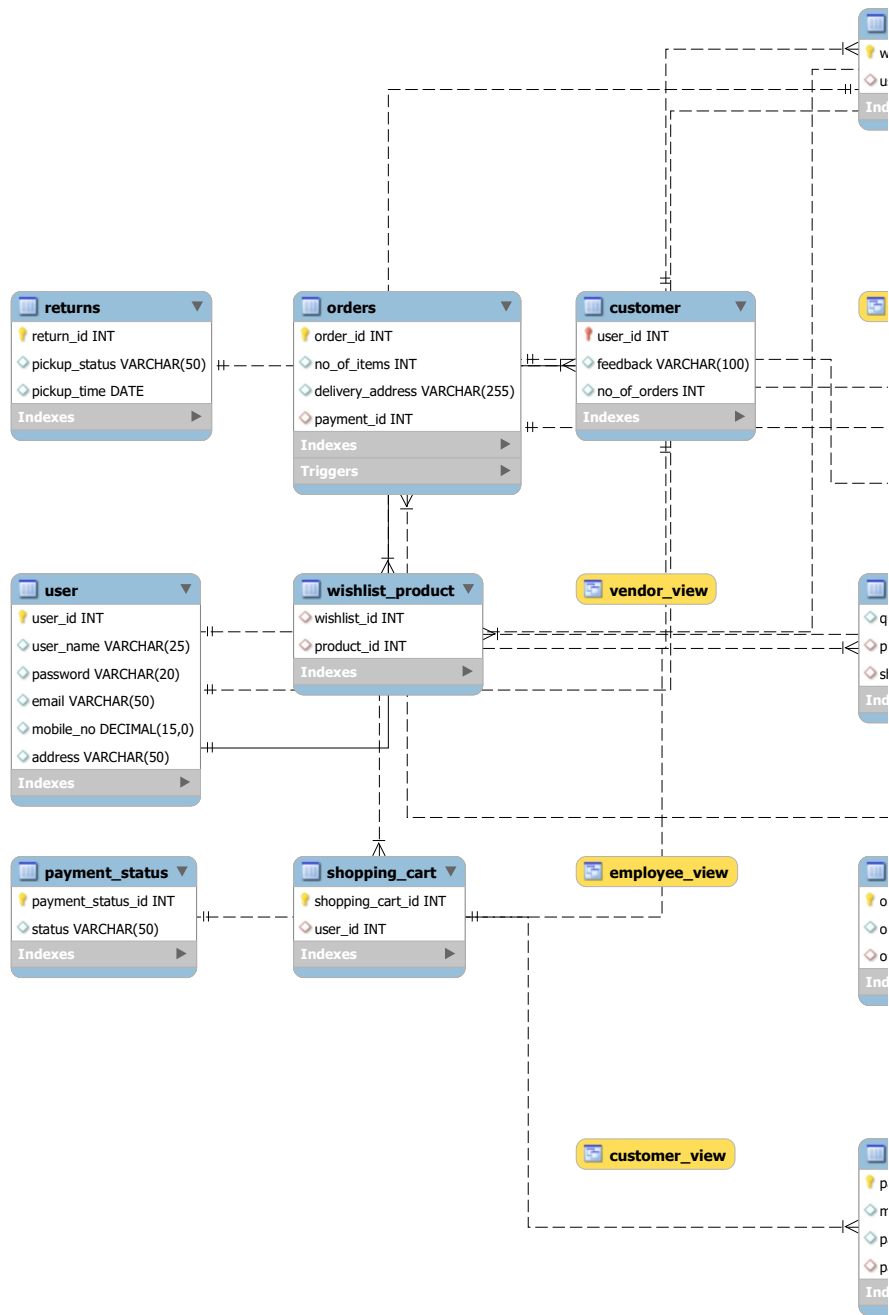 returns
return_id INT
pickup_status VARCHAR(50)
pickup_time DATE
Indexes
orders
order_id INT
no_of_items INT
delivery_address VARCHAR(255)
payment_id INT
Indexes
Triggers
customer
user_id INT
feedback VARCHAR(100)
no_of_orders INT
Indexes
user
user_id INT
user_name VARCHAR(25)
password VARCHAR(20)
email VARCHAR(50)
mobile_no DECIMAL(15,0)
address VARCHAR(50)
Indexes
wishlist_product
wishlist_id INT
product_id INT
Indexes
vendor_view
payment_status
payment_status_id INT
status VARCHAR(50)
Indexes
shopping_cart
shopping_cart_id INT
user_id INT
Indexes
employee_view
customer_view